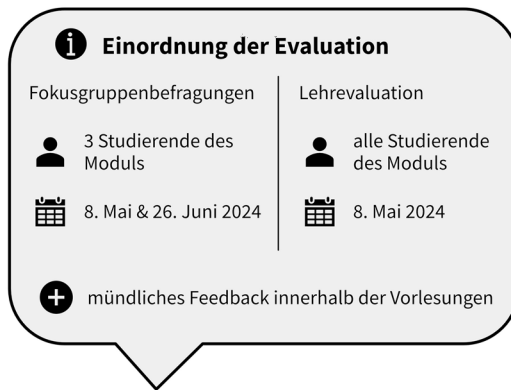 Einordnung der Evaluation
Fokusgruppenbefragungen
3 Studierende des
Moduls
8. Mai & 26. Juni 2024
Lehrevaluation
alle Studierende
des Moduls
8. Mai 2024
mündliches Feedback innerhalb der Vorlesungen